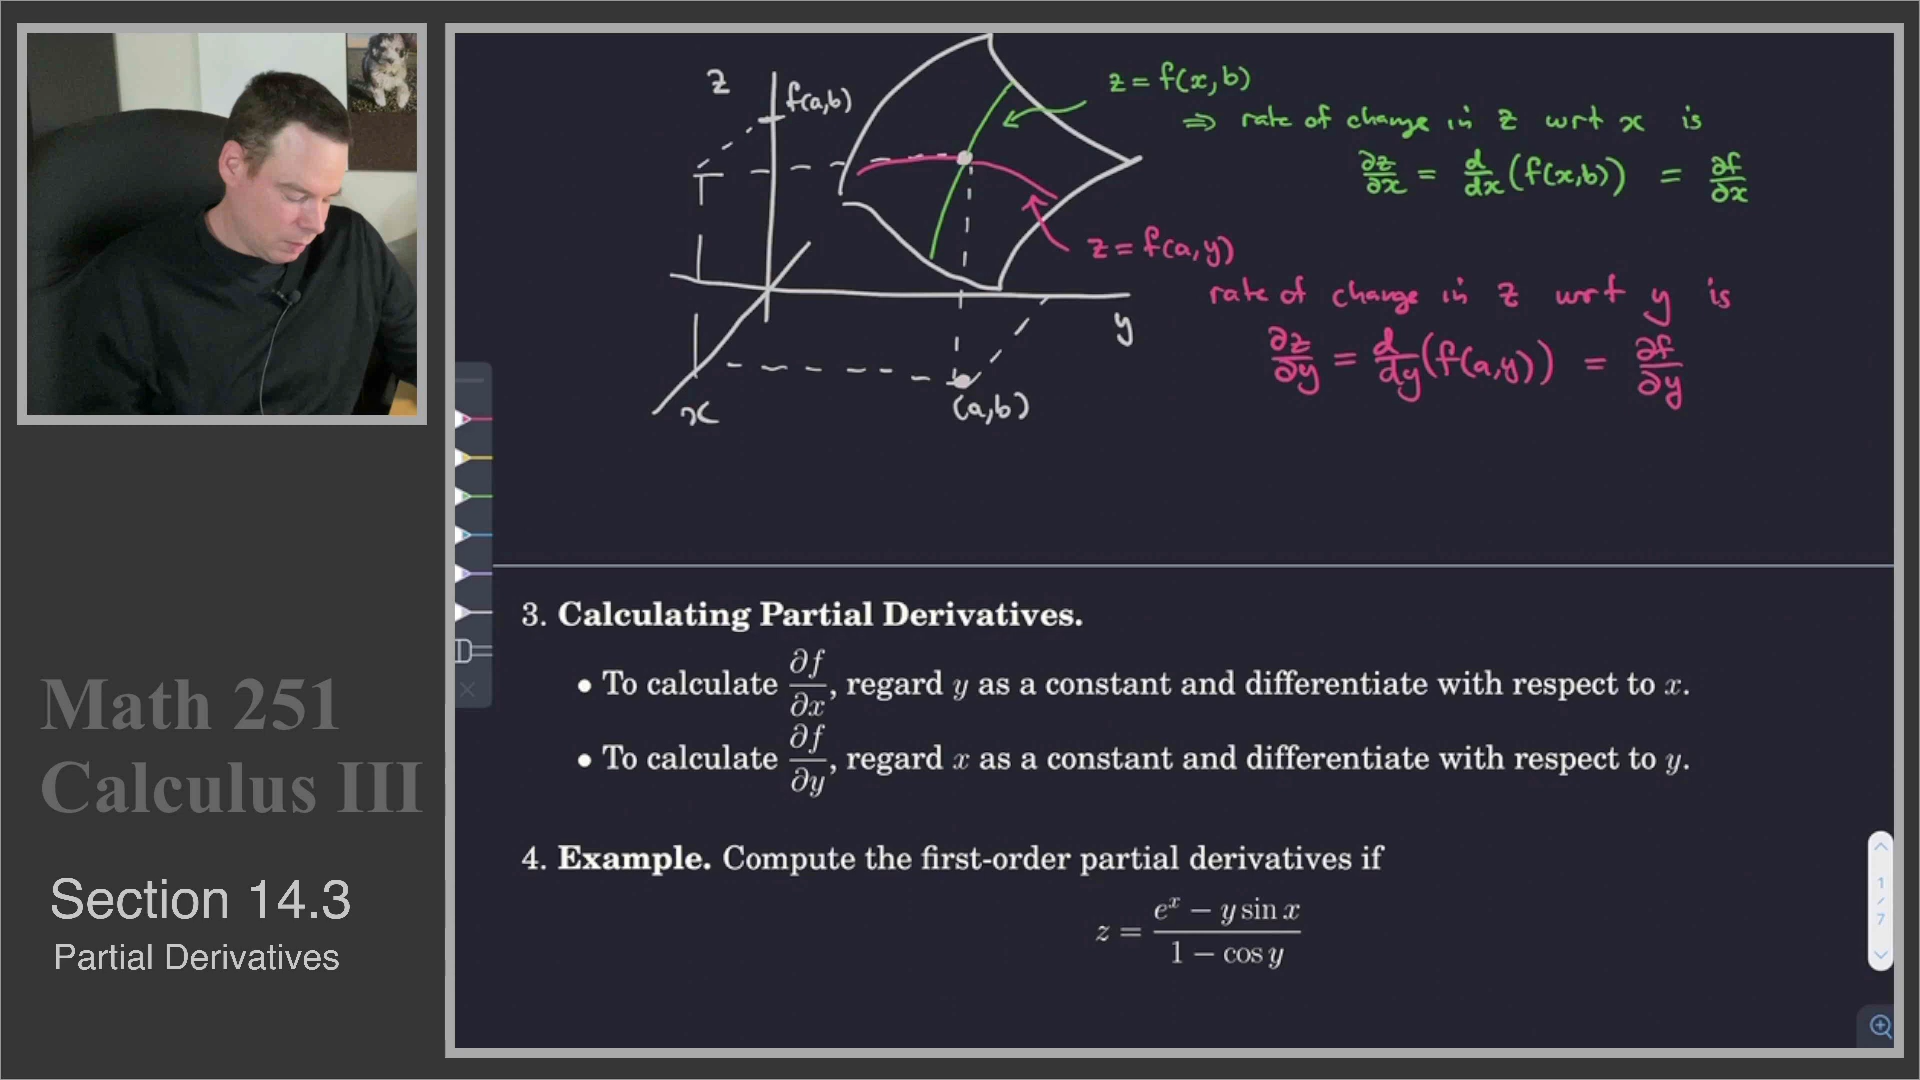 z
f(a,b)
z = f(x,b)
⇒ rate of change in z wrt x is
∂z/∂x = d/dx (f(x,b)) = ∂f/∂x
z = f(a,y)
rate of change in z wrt y is
∂z/∂y = d/dy (f(a,y)) = ∂f/∂y
y
x
(a,b)
3. Calculating Partial Derivatives.
• To calculate ∂f/∂x, regard y as a constant and differentiate with respect to x.
• To calculate ∂f/∂y, regard x as a constant and differentiate with respect to y.
4. Example. Compute the first-order partial derivatives if
z = (e^x − y sin x)/(1 − cos y)
Math 251
Calculus III
Section 14.3
Partial Derivatives
1
/
7